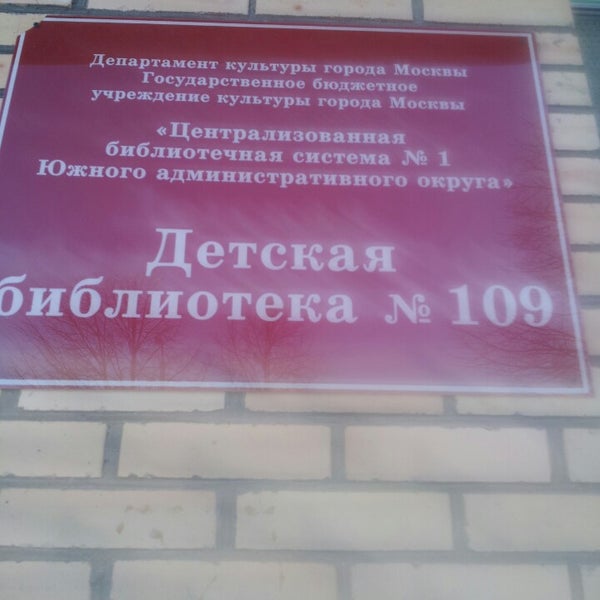 Департамент культуры города Москвы
Государственное бюджетное
учреждение культуры города Москвы
«Централизованная
библиотечная система № 1
Южного административного округа»
Детская
библиотека № 109